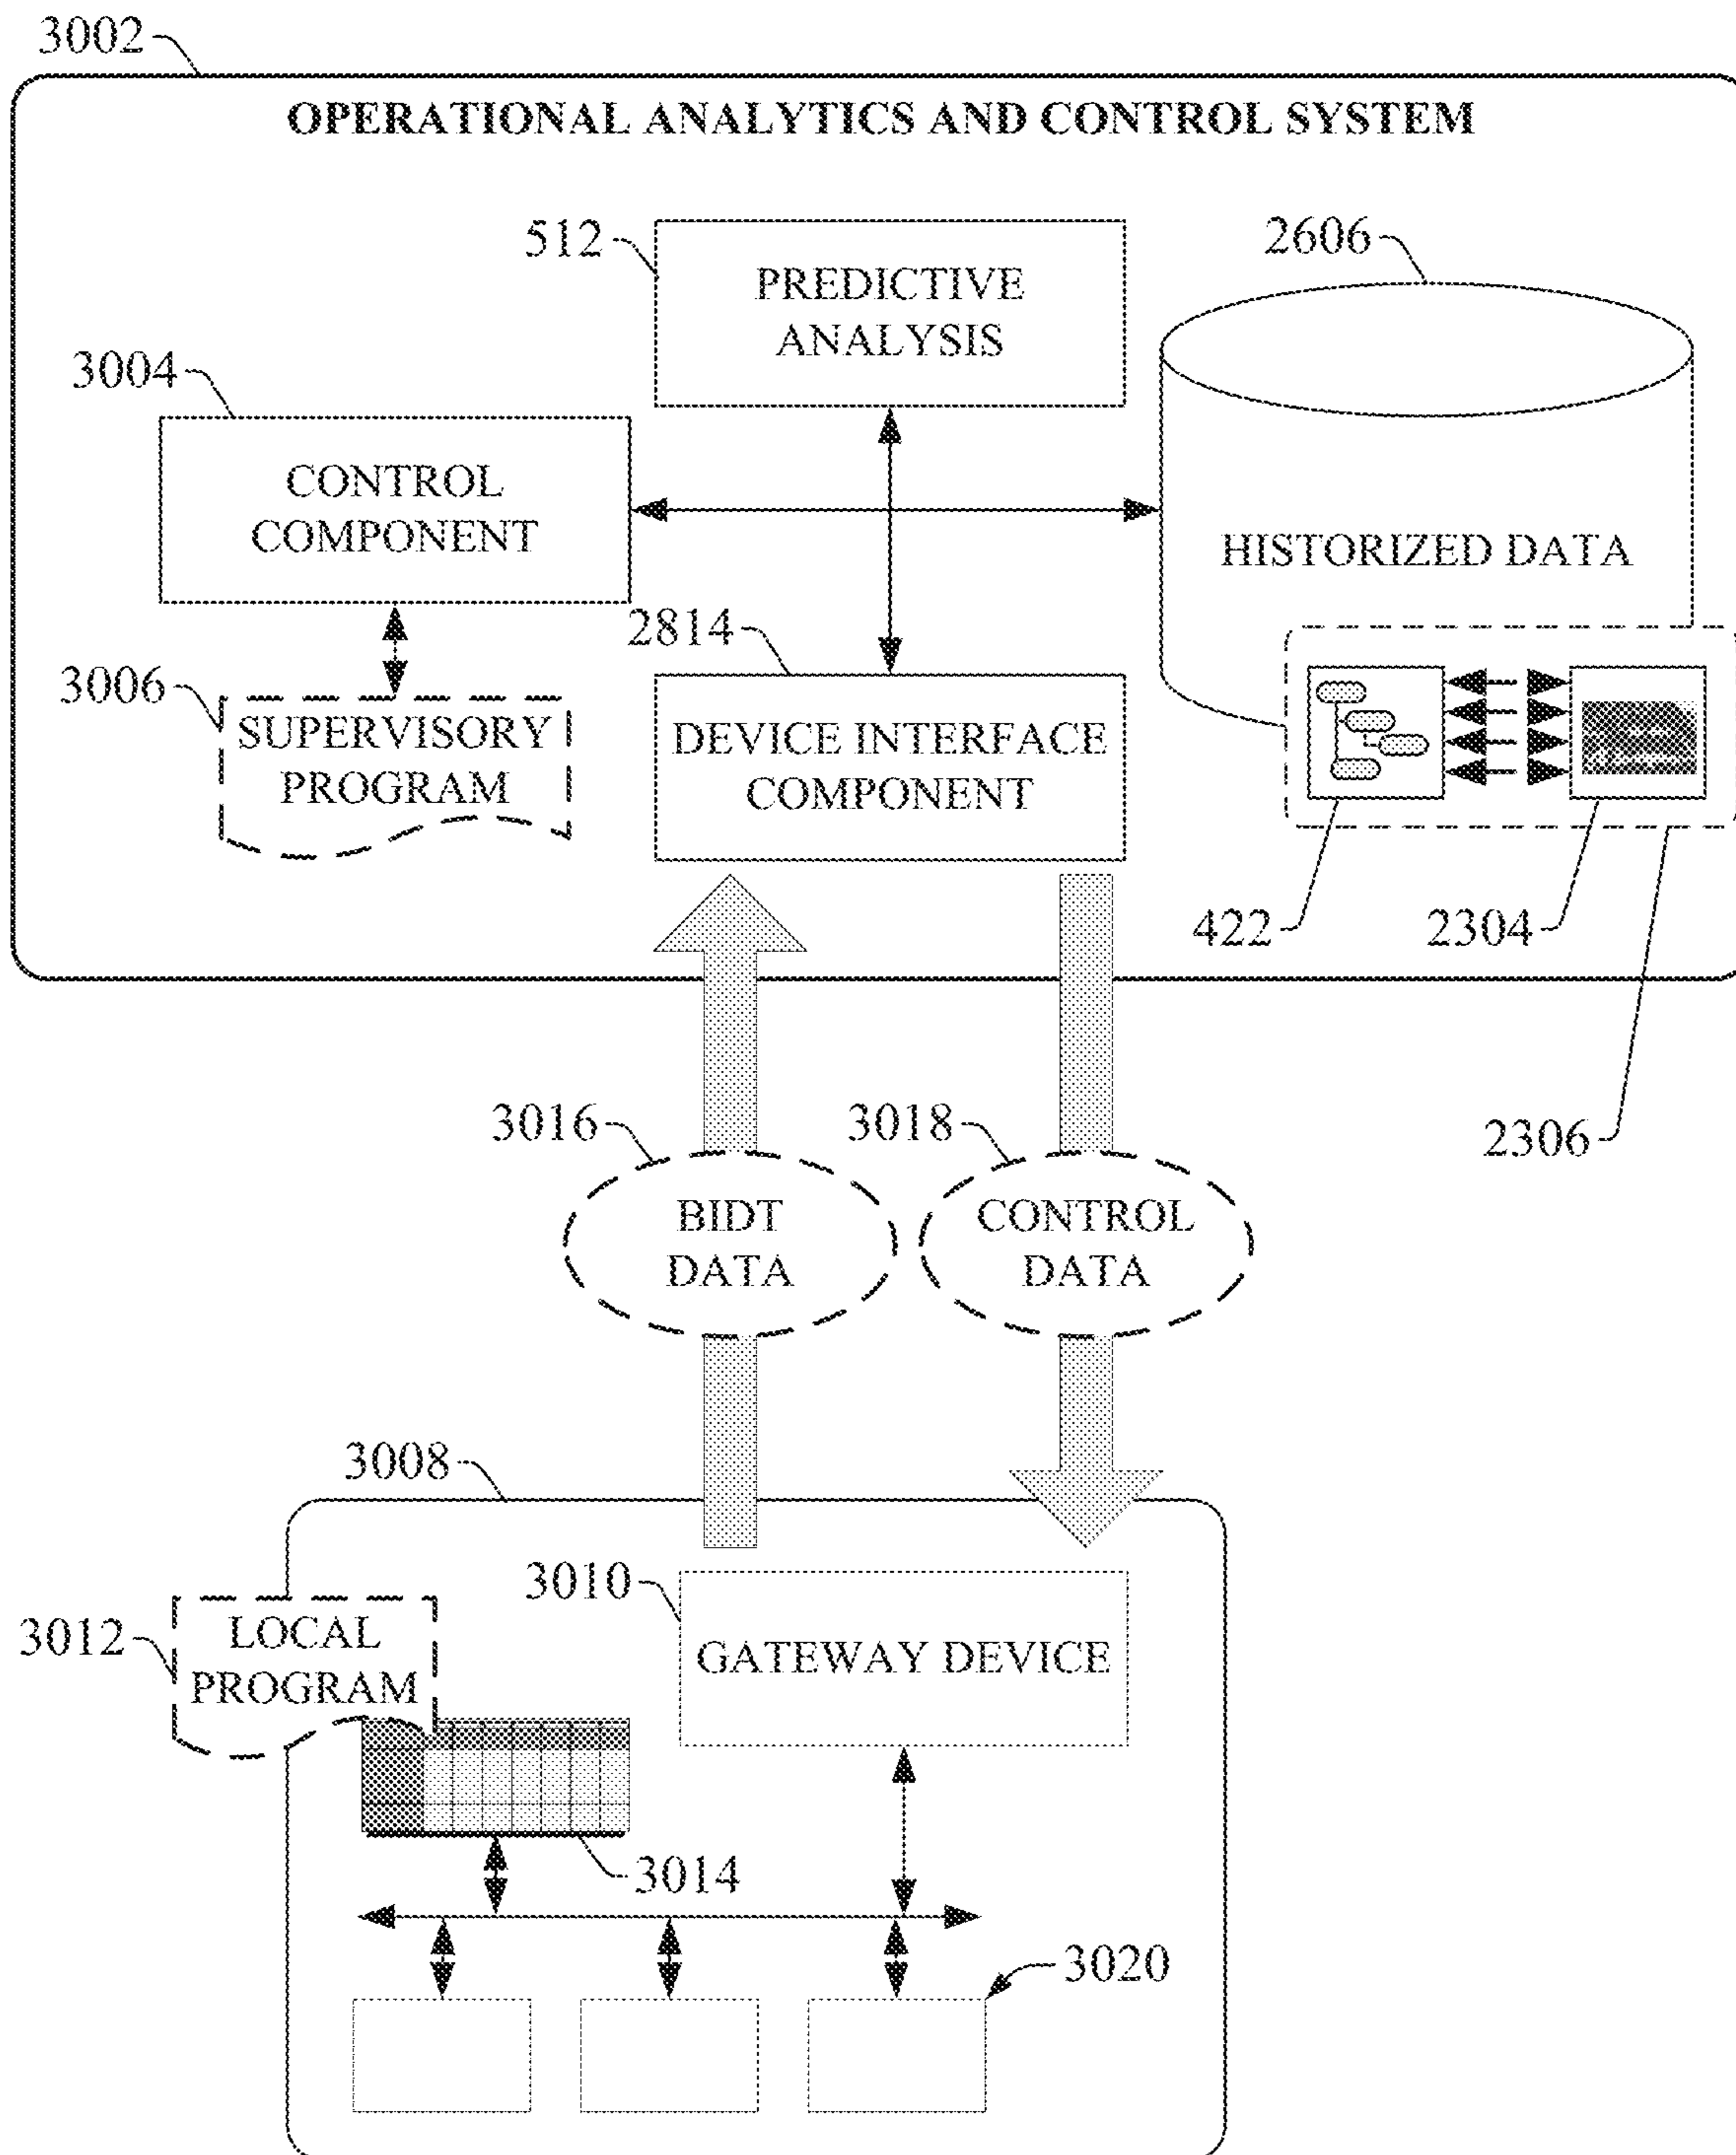 3002
OPERATIONAL ANALYTICS AND CONTROL SYSTEM
512
PREDICTIVE
ANALYSIS
2606
3004
CONTROL
COMPONENT
HISTORIZED DATA
2814
3006
SUPERVISORY
PROGRAM
DEVICE INTERFACE
COMPONENT
422
2304
2306
3016
BIDT
DATA
3018
CONTROL
DATA
3008
3010
GATEWAY DEVICE
3012
LOCAL
PROGRAM
3014
3020